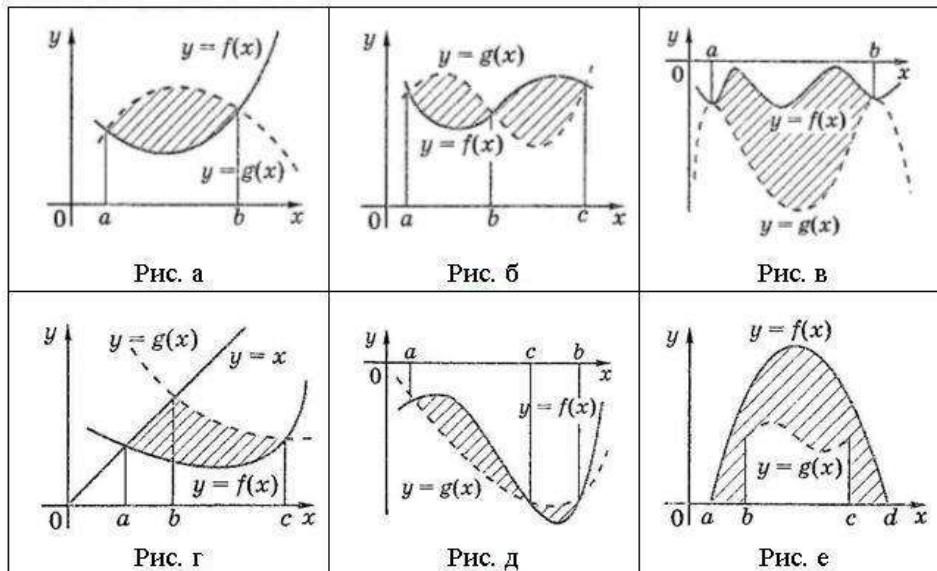 y
y = f(x)
y = g(x)
0
a
b
x
Рис. а
y
y = g(x)
y = f(x)
0
a
b
c
x
Рис. б
y
a
b
0
x
y = f(x)
y = g(x)
Рис. в
y
y = g(x)
y = x
y = f(x)
0
a
b
c
x
Рис. г
y
a
c
b
0
x
y = f(x)
y = g(x)
Рис. д
y
y = f(x)
y = g(x)
0
a
b
c
d
x
Рис. е